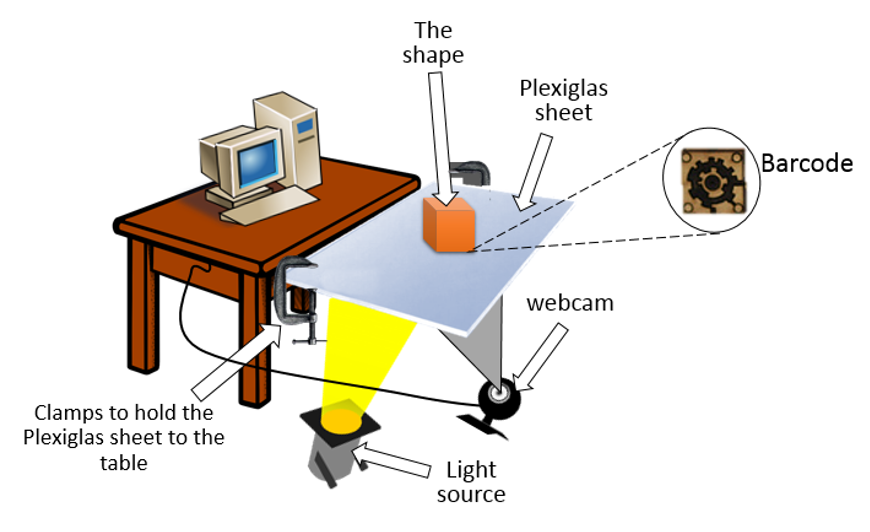 The
shape
Plexiglas
sheet
Barcode
webcam
Clamps to hold the
Plexiglas sheet to the
table
Light
source